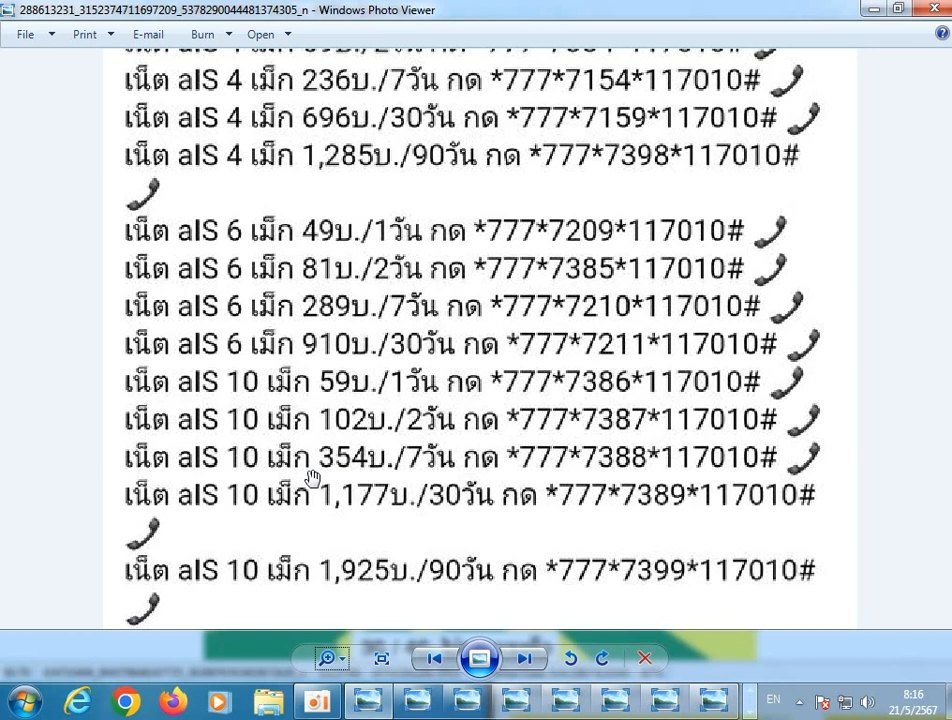 288613231_3152374711697209_5378290044481374305_n - Windows Photo Viewer
File Print E-mail Burn Open
เน็ต aIS 4 เม็ก 236บ./7วัน กด *777*7154*117010#
เน็ต aIS 4 เม็ก 696บ./30วัน กด *777*7159*117010#
เน็ต aIS 4 เม็ก 1,285บ./90วัน กด *777*7398*117010#
เน็ต aIS 6 เม็ก 49บ./1วัน กด *777*7209*117010#
เน็ต aIS 6 เม็ก 81บ./2วัน กด *777*7385*117010#
เน็ต aIS 6 เม็ก 289บ./7วัน กด *777*7210*117010#
เน็ต aIS 6 เม็ก 910บ./30วัน กด *777*7211*117010#
เน็ต aIS 10 เม็ก 59บ./1วัน กด *777*7386*117010#
เน็ต aIS 10 เม็ก 102บ./2วัน กด *777*7387*117010#
เน็ต aIS 10 เม็ก 354บ./7วัน กด *777*7388*117010#
เน็ต aIS 10 เม็ก 1,177บ./30วัน กด *777*7389*117010#
เน็ต aIS 10 เม็ก 1,925บ./90วัน กด *777*7399*117010#
EN
8:16
21/5/2567